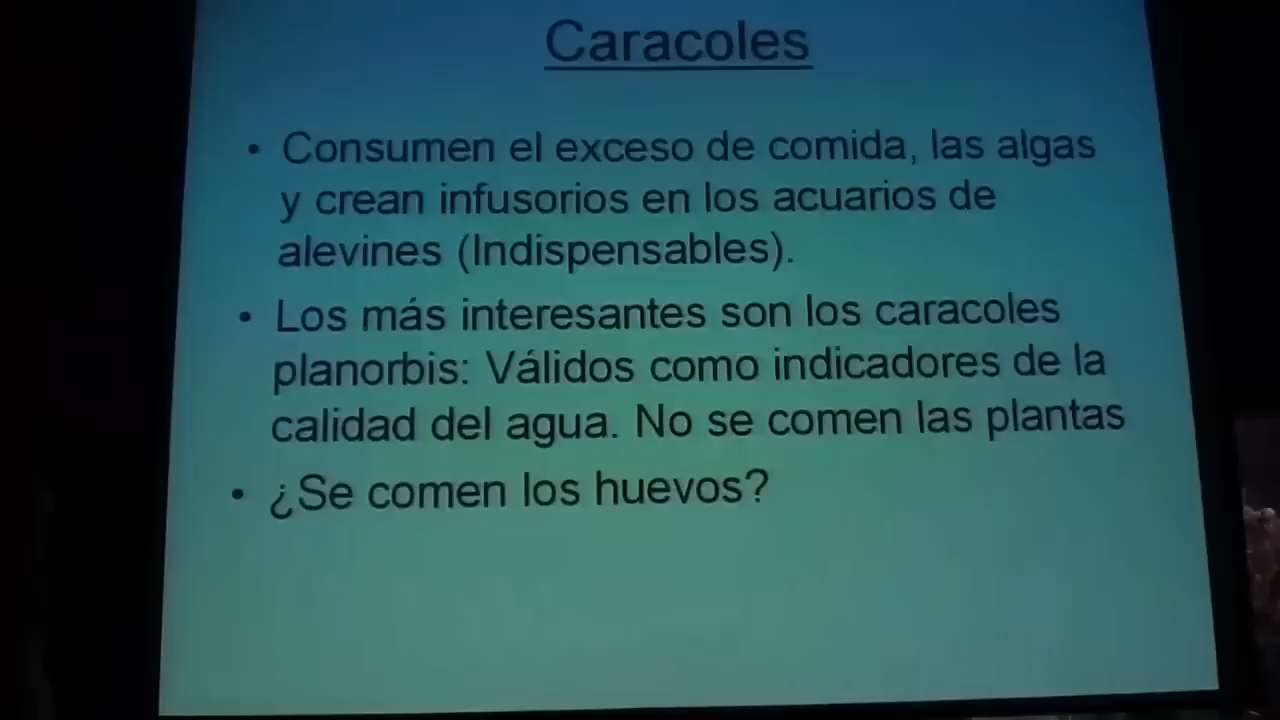 Caracoles
• Consumen el exceso de comida, las algas
y crean infusorios en los acuarios de
alevines (Indispensables).
• Los más interesantes son los caracoles
planorbis: Válidos como indicadores de la
calidad del agua. No se comen las plantas
• ¿Se comen los huevos?